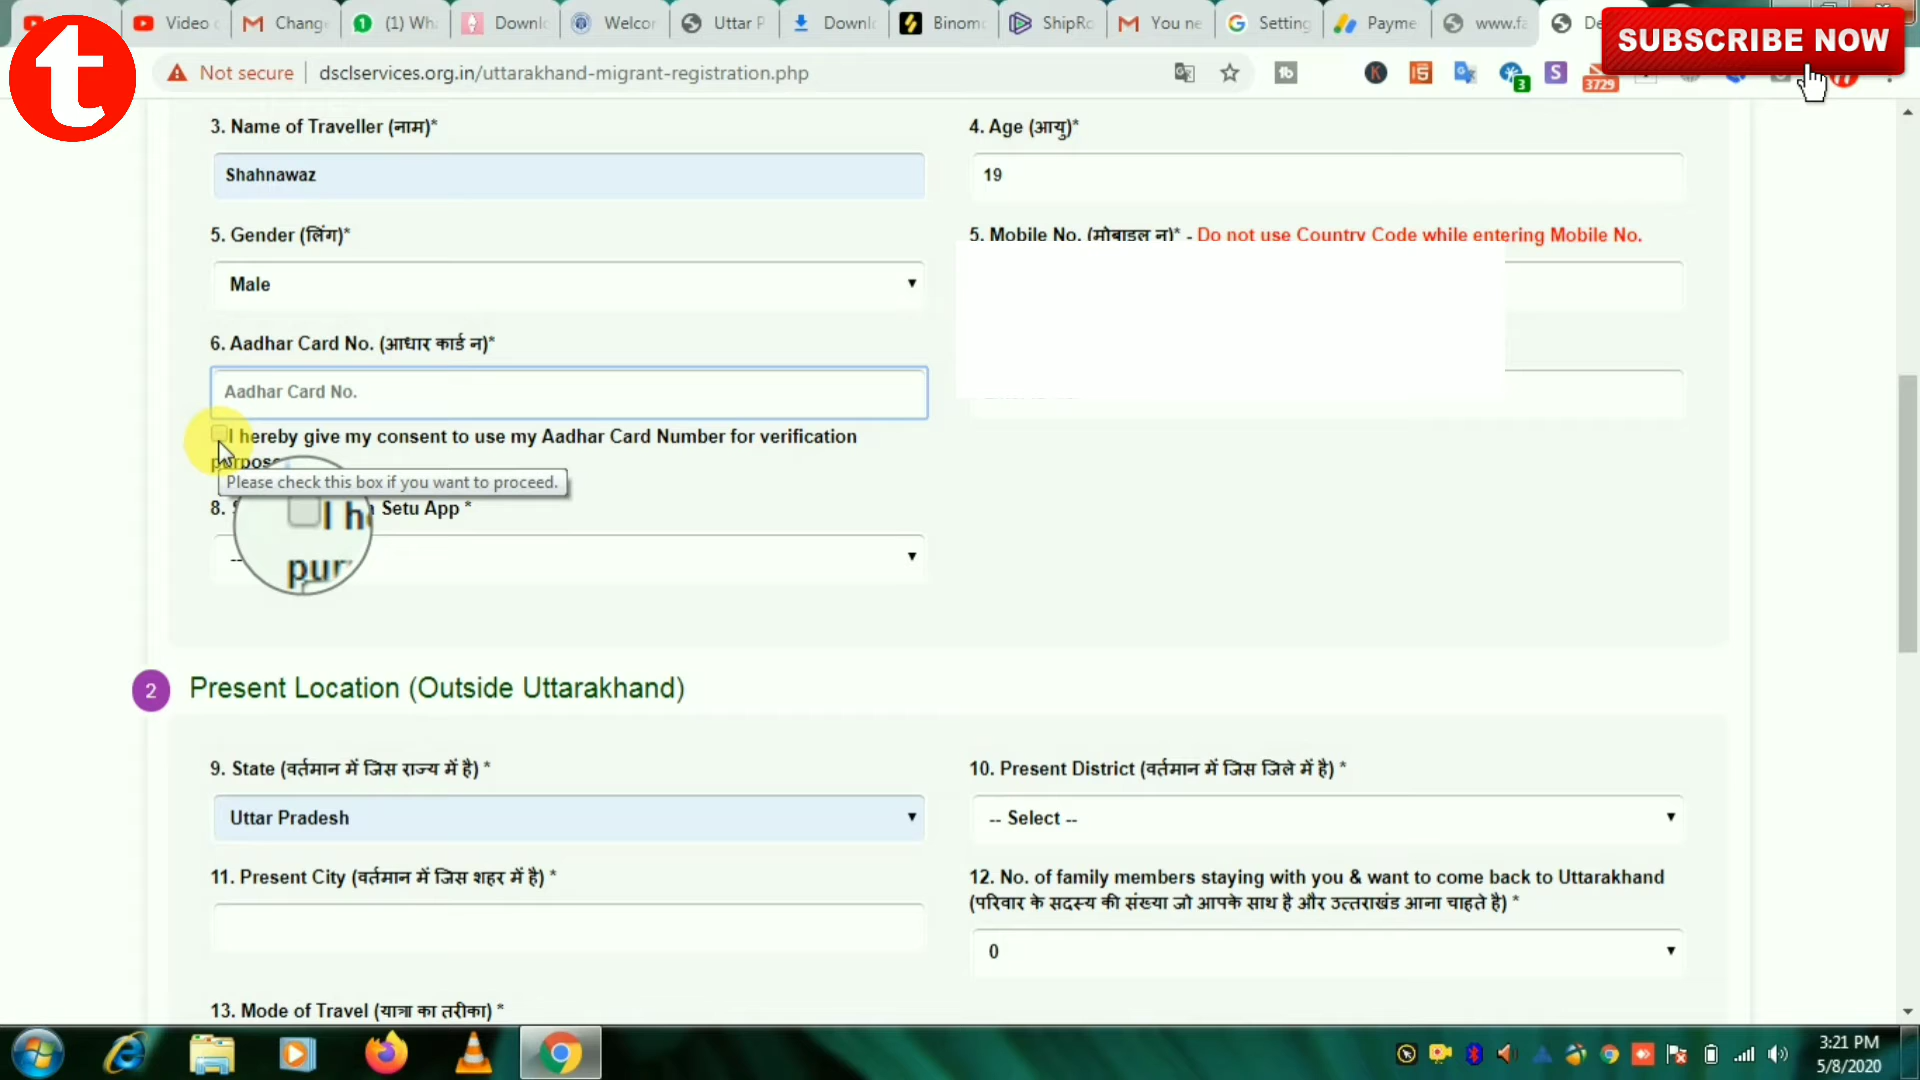 Video
Change
(1) Wh
Downl
Welcor
Uttar P
Downl
Binom
ShipRo
You ne
Setting
Payme
www.fa
De
SUBSCRIBE NOW
t
Not secure
dsclservices.org.in/uttarakhand-migrant-registration.php
3729
3. Name of Traveller (नाम)*
4. Age (आयु)*
Shahnawaz
19
5. Gender (लिंग)*
5. Mobile No. (मोबाइल न)* - Do not use Country Code while entering Mobile No.
Male
6. Aadhar Card No. (आधार कार्ड न)*
Aadhar Card No.
I hereby give my consent to use my Aadhar Card Number for verification
purpose
Please check this box if you want to proceed.
8.
Setu App *
--
2
Present Location (Outside Uttarakhand)
9. State (वर्तमान में जिस राज्य में है) *
10. Present District (वर्तमान में जिस जिले में है) *
Uttar Pradesh
-- Select --
11. Present City (वर्तमान में जिस शहर में है) *
12. No. of family members staying with you & want to come back to Uttarakhand
(परिवार के सदस्य की संख्या जो आपके साथ है और उत्तराखंड आना चाहते है) *
0
13. Mode of Travel (यात्रा का तरीका) *
3:21 PM
5/8/2020